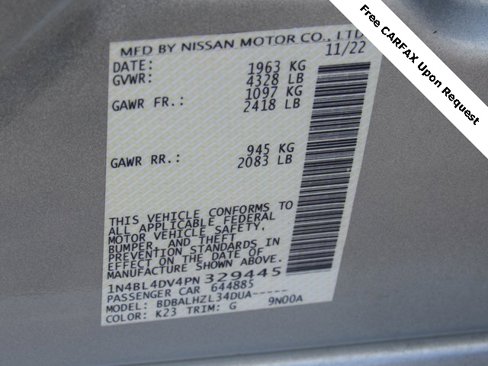 Free CARFAX Upon Request
MFD BY NISSAN MOTOR CO., LTD
DATE: 11/22
GVWR: 1963 KG
4328 LB
GAWR FR.: 1097 KG
2418 LB
GAWR RR.: 945 KG
2083 LB
THIS VEHICLE CONFORMS TO
ALL APPLICABLE FEDERAL
MOTOR VEHICLE SAFETY,
BUMPER, AND THEFT
PREVENTION STANDARDS IN
EFFECT ON THE DATE OF
MANUFACTURE SHOWN ABOVE.
1N4BL4DV4PN329445
PASSENGER CAR 644885
MODEL: BDBALHZL34DUA-----
COLOR: K23 TRIM: G 9N00A